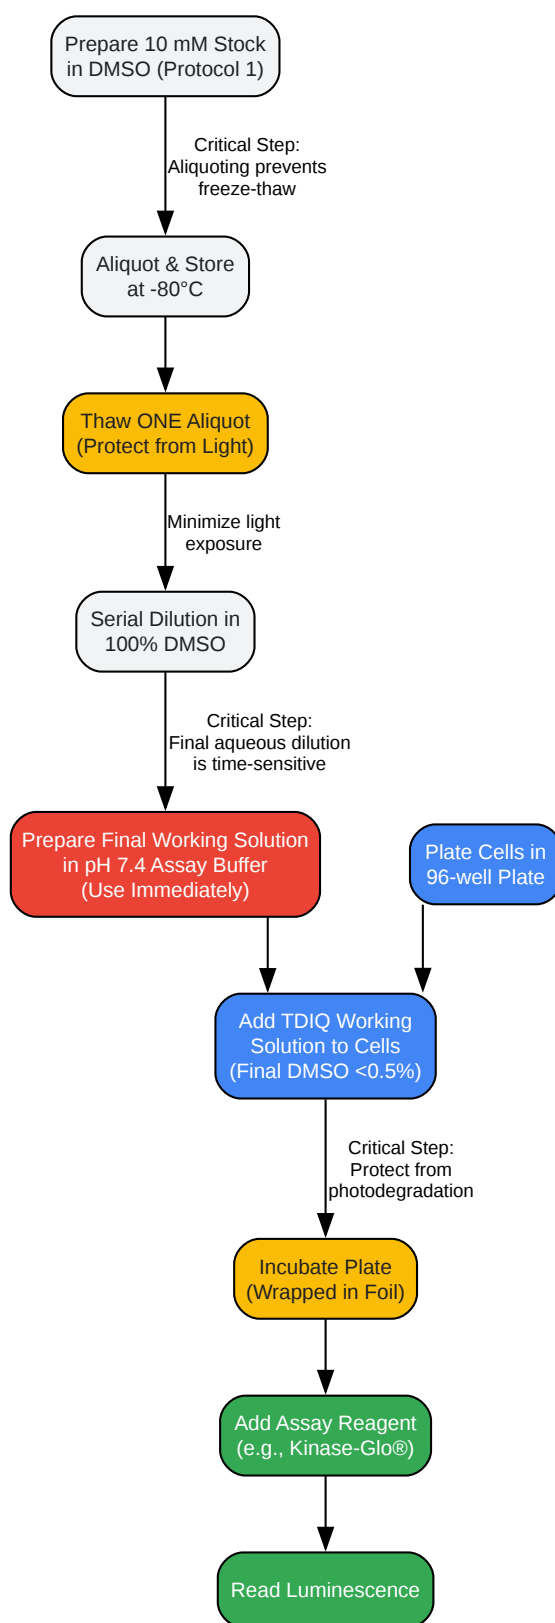 Prepare 10 mM Stock
in DMSO (Protocol 1)
Critical Step:
Aliquoting prevents
freeze-thaw
Aliquot & Store
at -80°C
Thaw ONE Aliquot
(Protect from Light)
Minimize light
exposure
Serial Dilution in
100% DMSO
Critical Step:
Final aqueous dilution
is time-sensitive
Prepare Final Working Solution
in pH 7.4 Assay Buffer
(Use Immediately)
Plate Cells in
96-well Plate
Add TDIQ Working
Solution to Cells
(Final DMSO <0.5%)
Critical Step:
Protect from
photodegradation
Incubate Plate
(Wrapped in Foil)
Add Assay Reagent
(e.g., Kinase-Glo®)
Read Luminescence